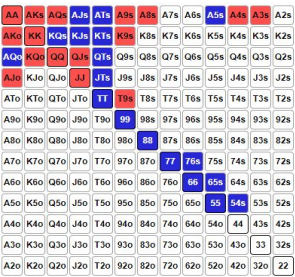 AA AKs AQs AJs ATs A9s A8s A7s A6s A5s A4s A3s A2s
AKo KK KQs KJs KTs K9s K8s K7s K6s K5s K4s K3s K2s
AQo KQo QQ QJs QTs Q9s Q8s Q7s Q6s Q5s Q4s Q3s Q2s
AJo KJo QJo JJ JTs J9s J8s J7s J6s J5s J4s J3s J2s
ATo KTo QTo JTo TT T9s T8s T7s T6s T5s T4s T3s T2s
A9o K9o Q9o J9o T9o 99 98s 97s 96s 95s 94s 93s 92s
A8o K8o Q8o J8o T8o 98o 88 87s 86s 85s 84s 83s 82s
A7o K7o Q7o J7o T7o 97o 87o 77 76s 75s 74s 73s 72s
A6o K6o Q6o J6o T6o 96o 86o 76o 66 65s 64s 63s 62s
A5o K5o Q5o J5o T5o 95o 85o 75o 65o 55 54s 53s 52s
A4o K4o Q4o J4o T4o 94o 84o 74o 64o 54o 44 43s 42s
A3o K3o Q3o J3o T3o 93o 83o 73o 63o 53o 43o 33 32s
A2o K2o Q2o J2o T2o 92o 82o 72o 62o 52o 42o 32o 22